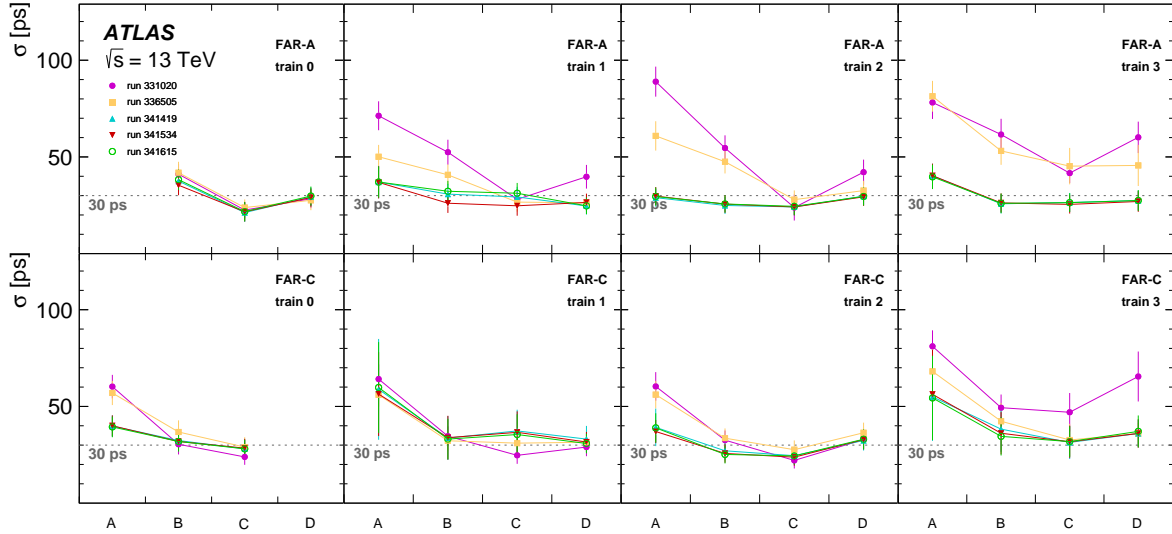 σ [ps]
100
50
ATLAS
√s = 13 TeV
run 331020
run 336505
run 341419
run 341534
run 341615
30 ps
FAR-A
train 0
FAR-A
train 1
30 ps
FAR-A
train 2
30 ps
FAR-A
train 3
30 ps
σ [ps]
100
50
FAR-C
train 0
30 ps
FAR-C
train 1
30 ps
FAR-C
train 2
30 ps
FAR-C
train 3
30 ps
A B C D A B C D A B C D A B C D